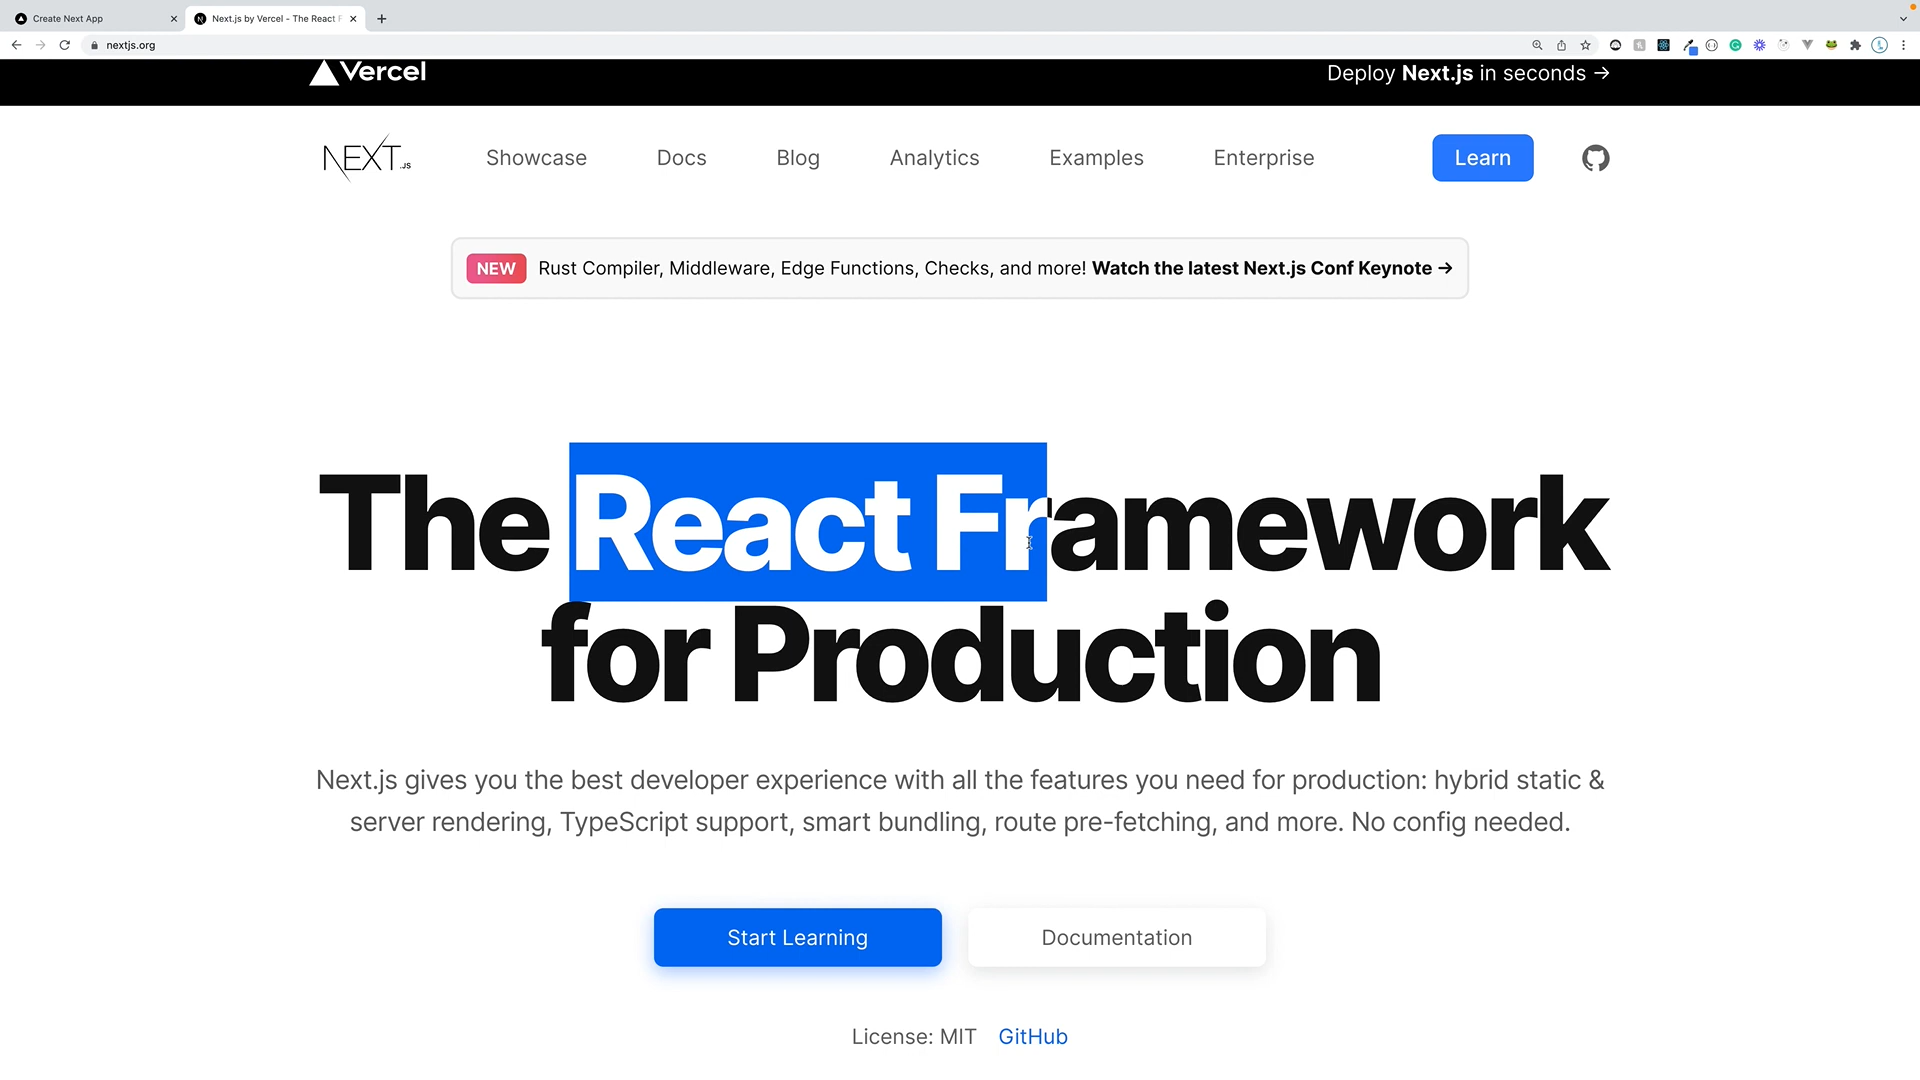 Create Next App
Next.js by Vercel - The React F
nextjs.org
Vercel
Deploy Next.js in seconds →
NEXT.JS
Showcase
Docs
Blog
Analytics
Examples
Enterprise
Learn
NEW Rust Compiler, Middleware, Edge Functions, Checks, and more! Watch the latest Next.js Conf Keynote →
The React Framework
for Production
Next.js gives you the best developer experience with all the features you need for production: hybrid static &
server rendering, TypeScript support, smart bundling, route pre-fetching, and more. No config needed.
Start Learning
Documentation
License: MIT GitHub